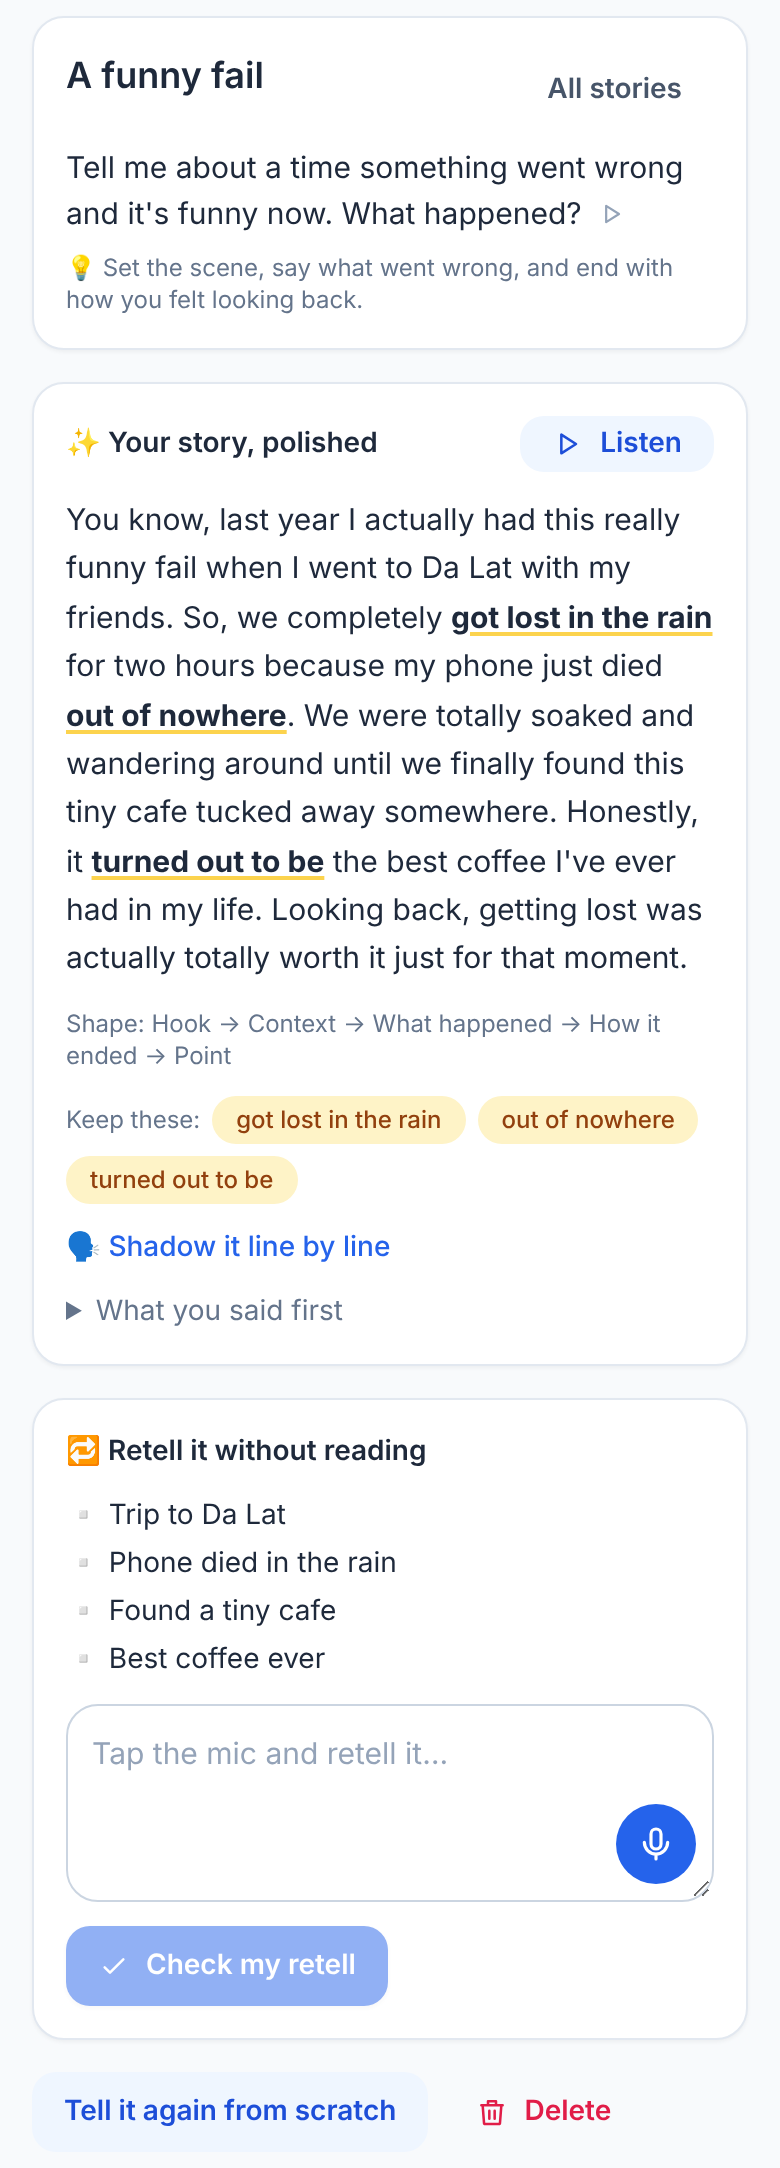 A funny fail
All stories
Tell me about a time something went wrong
and it's funny now. What happened?
💡 Set the scene, say what went wrong, and end with
how you felt looking back.
✨ Your story, polished
Listen
You know, last year I actually had this really
funny fail when I went to Da Lat with my
friends. So, we completely got lost in the rain
for two hours because my phone just died
out of nowhere. We were totally soaked and
wandering around until we finally found this
tiny cafe tucked away somewhere. Honestly,
it turned out to be the best coffee I've ever
had in my life. Looking back, getting lost was
actually totally worth it just for that moment.
Shape: Hook → Context → What happened → How it
ended → Point
Keep these: got lost in the rain out of nowhere
turned out to be
🗣️ Shadow it line by line
▶ What you said first
🔁 Retell it without reading
▫️ Trip to Da Lat
▫️ Phone died in the rain
▫️ Found a tiny cafe
▫️ Best coffee ever
Tap the mic and retell it...
Check my retell
Tell it again from scratch
Delete